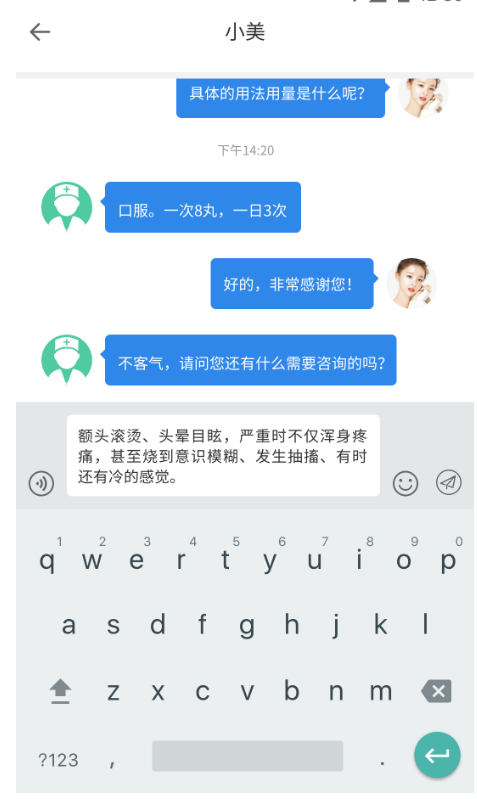 小美
具体的用法用量是什么呢?
下午14:20
口服。一次8丸，一日3次
好的，非常感谢您!
不客气，请问您还有什么需要咨询的吗?
额头滚烫、头晕目眩，严重时不仅浑身疼
痛，甚至烧到意识模糊、发生抽搐、有时
还有冷的感觉。
1 2 3 4 5 6 7 8 9 0
q w e r t y u i o p
a s d f g h j k l
z x c v b n m
?123 , .